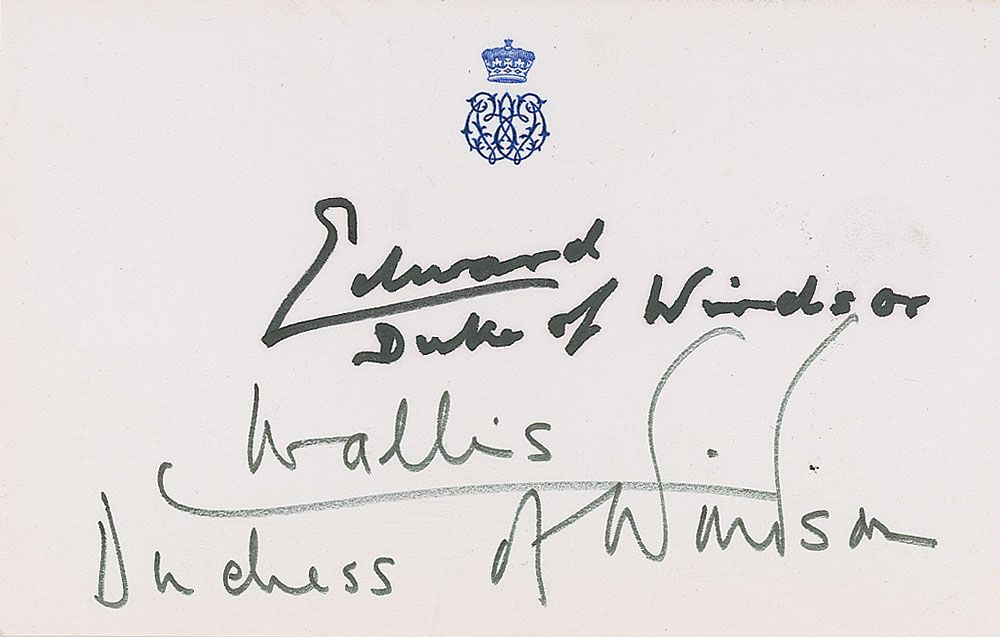 Edward
Duke of Windsor
Wallis
Duchess of Windsor